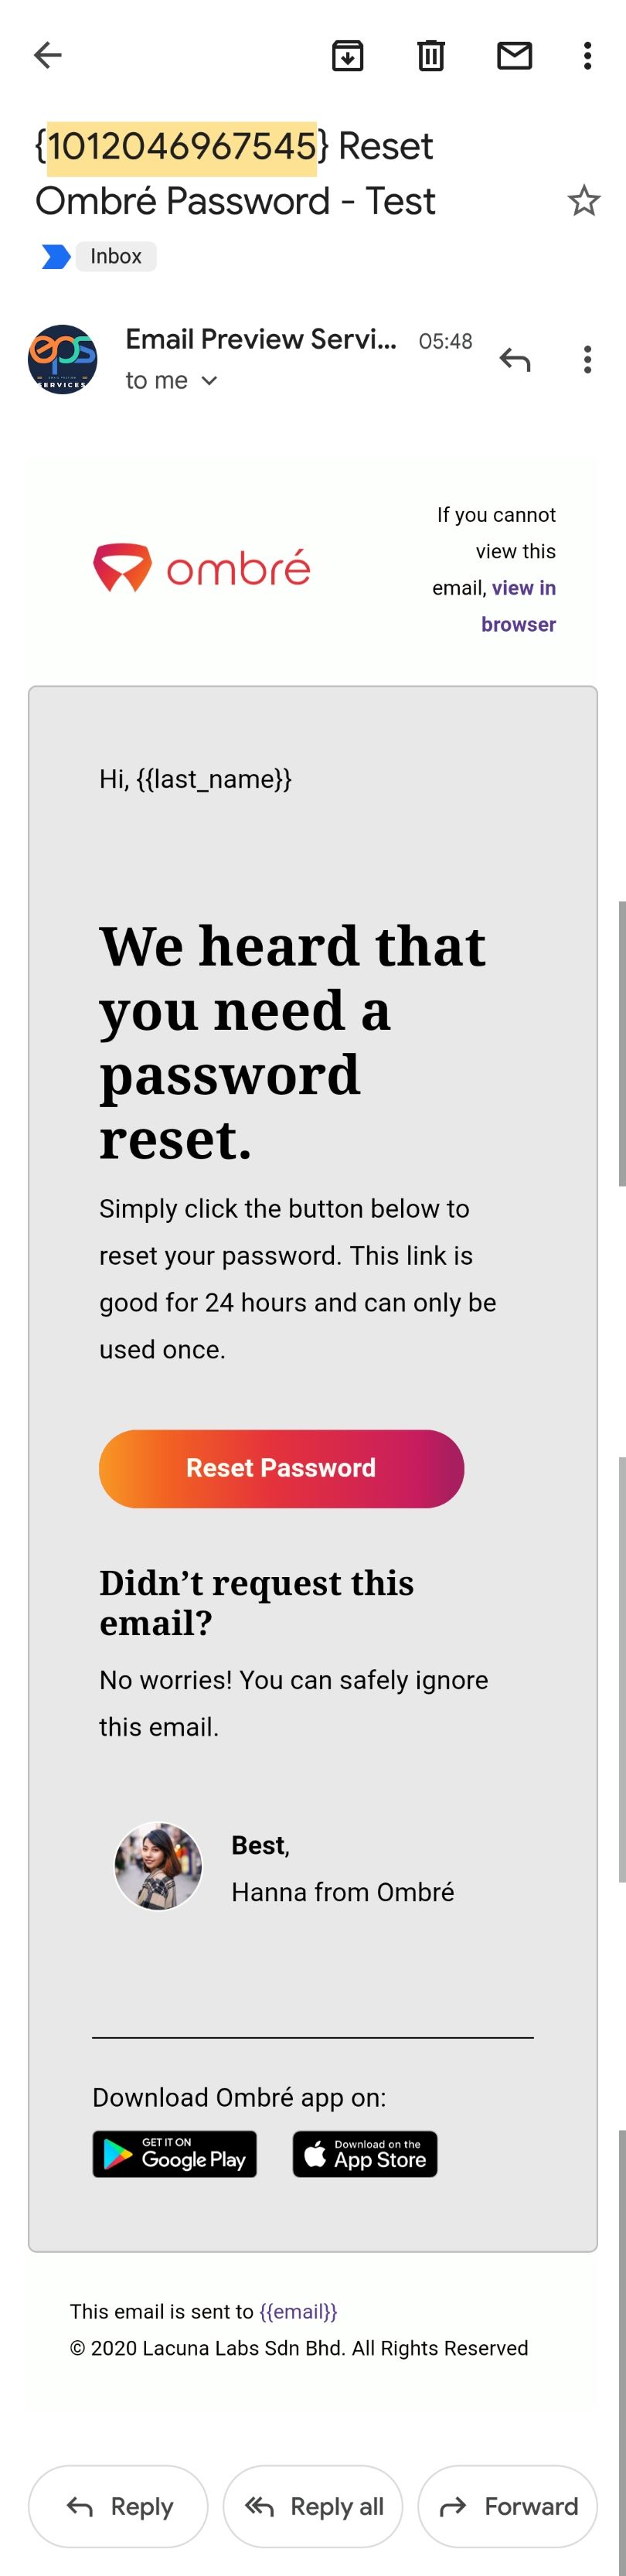 {1012046967545} Reset
Ombré Password - Test
Inbox
Email Preview Servi... 05:48
to me
eps
SERVICES
If you cannot
view this
email, view in
browser
ombré
Hi, {{last_name}}
We heard that
you need a
password
reset.
Simply click the button below to
reset your password. This link is
good for 24 hours and can only be
used once.
Reset Password
Didn’t request this
email?
No worries! You can safely ignore
this email.
Best,
Hanna from Ombré
Download Ombré app on:
GET IT ON
Google Play
Download on the
App Store
This email is sent to {{email}}
© 2020 Lacuna Labs Sdn Bhd. All Rights Reserved
Reply
Reply all
Forward